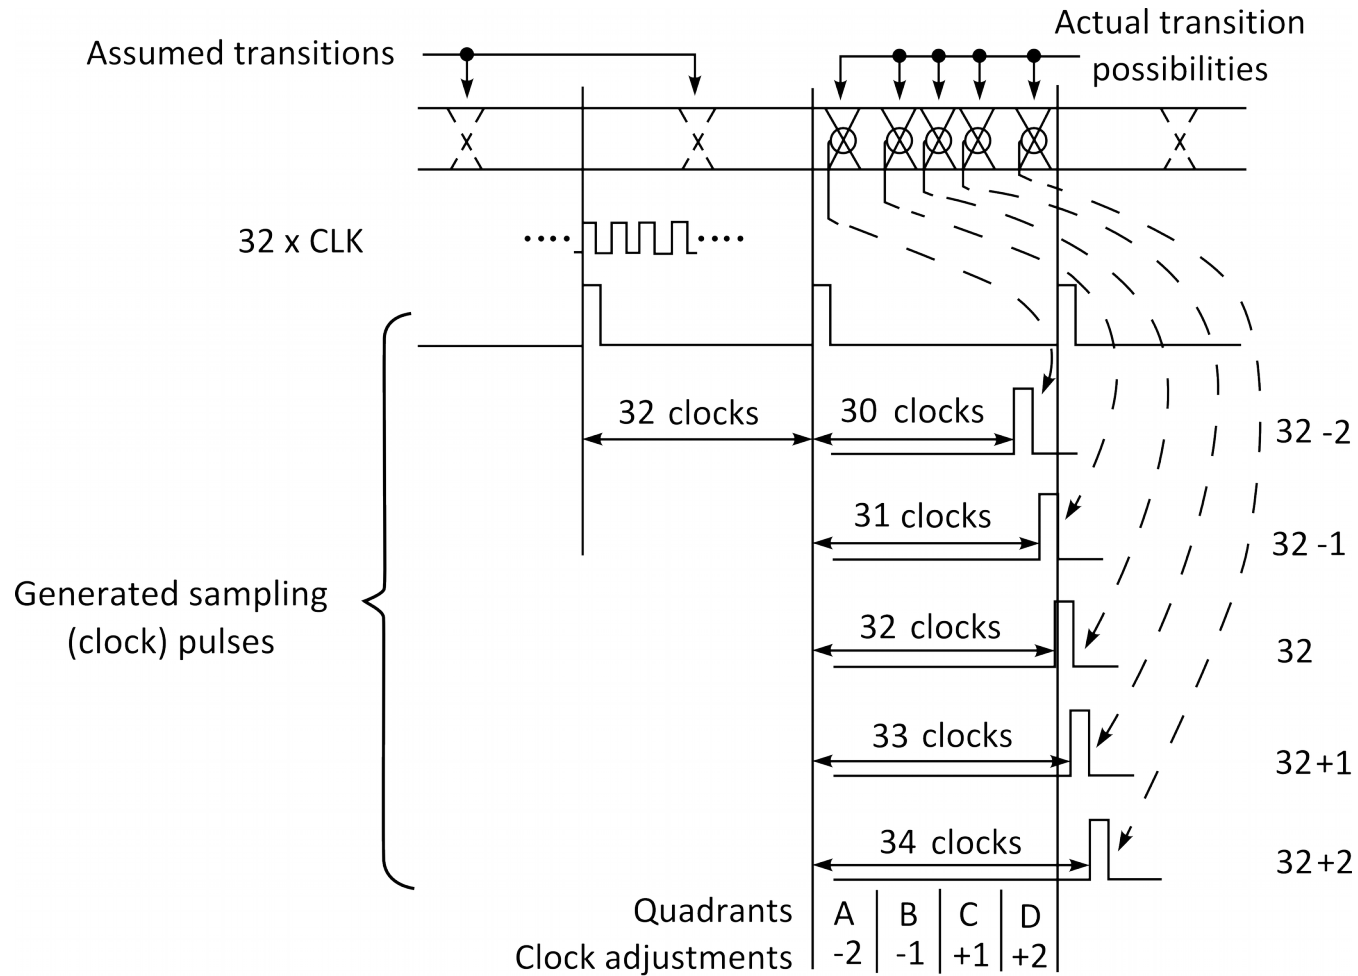 Assumed transitions
Actual transition
possibilities
32 x CLK
32 clocks
30 clocks
32 -2
31 clocks
32 -1
Generated sampling
(clock) pulses
32 clocks
32
33 clocks
32+1
34 clocks
32+2
Quadrants A B C D
Clock adjustments -2 -1 +1 +2